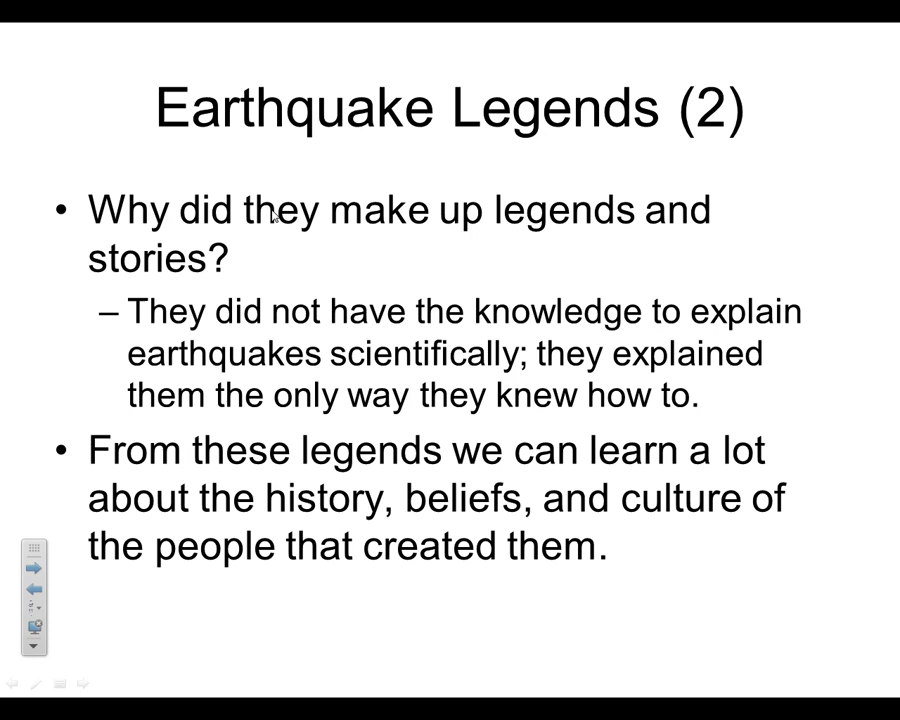 Earthquake Legends (2)
• Why did they make up legends and
stories?
– They did not have the knowledge to explain
earthquakes scientifically; they explained
them the only way they knew how to.
• From these legends we can learn a lot
about the history, beliefs, and culture of
the people that created them.